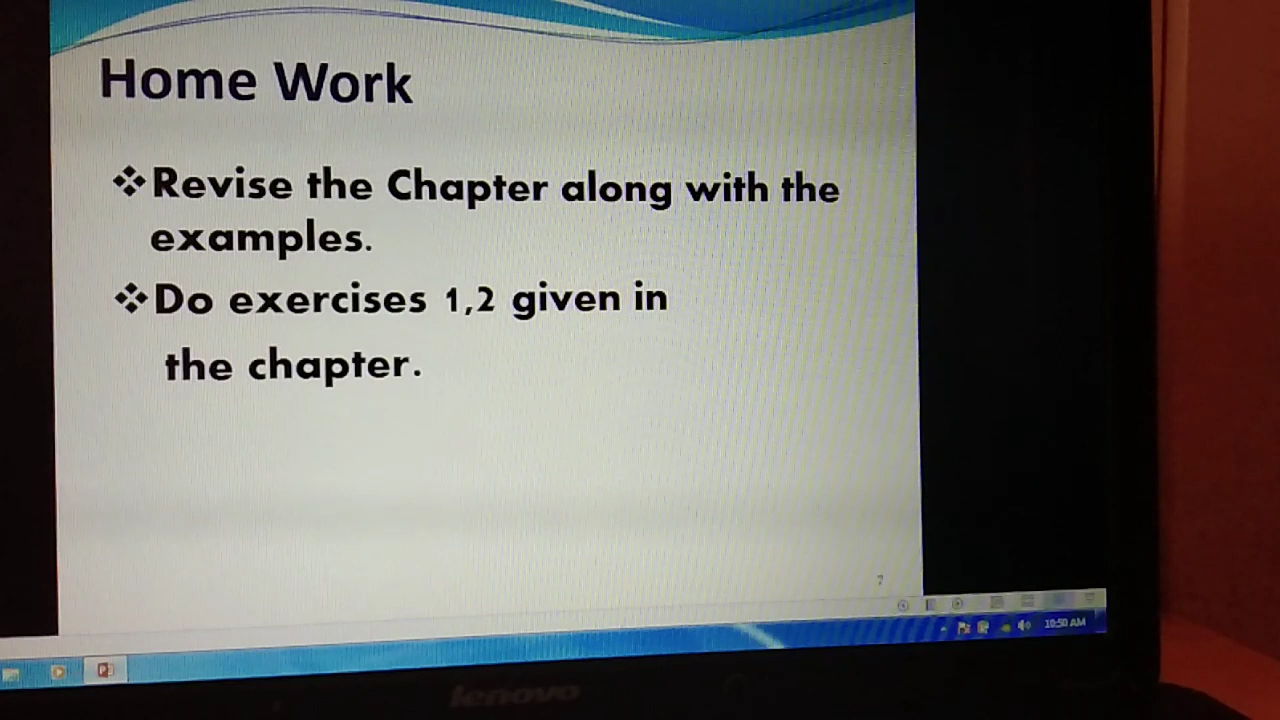 Home Work
❖Revise the Chapter along with the
examples.
❖Do exercises 1,2 given in
the chapter.
7
10:50 AM
lenovo